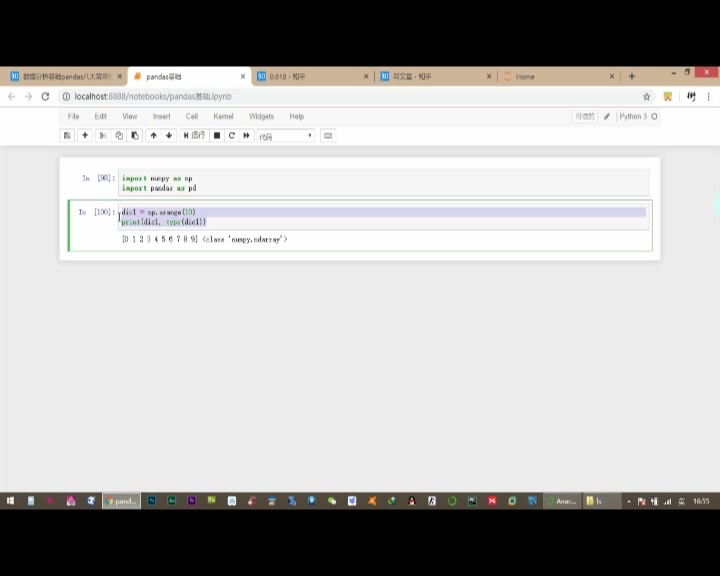 数据分析基础pandas八大常用
pandas基础
0.618 - 知乎
写文章 - 知乎
Home
localhost:8888/notebooks/pandas基础.ipynb
File Edit View Insert Cell Kernel Widgets Help
可信的
Python 3
运行
代码
In [98]:
import numpy as np
import pandas as pd
In [100]:
dic1 = np.arange(10)
print(dic1, type(dic1))
[0 1 2 3 4 5 6 7 8 9] <class 'numpy.ndarray'>
pand...
Anac...
ls
英
16:55